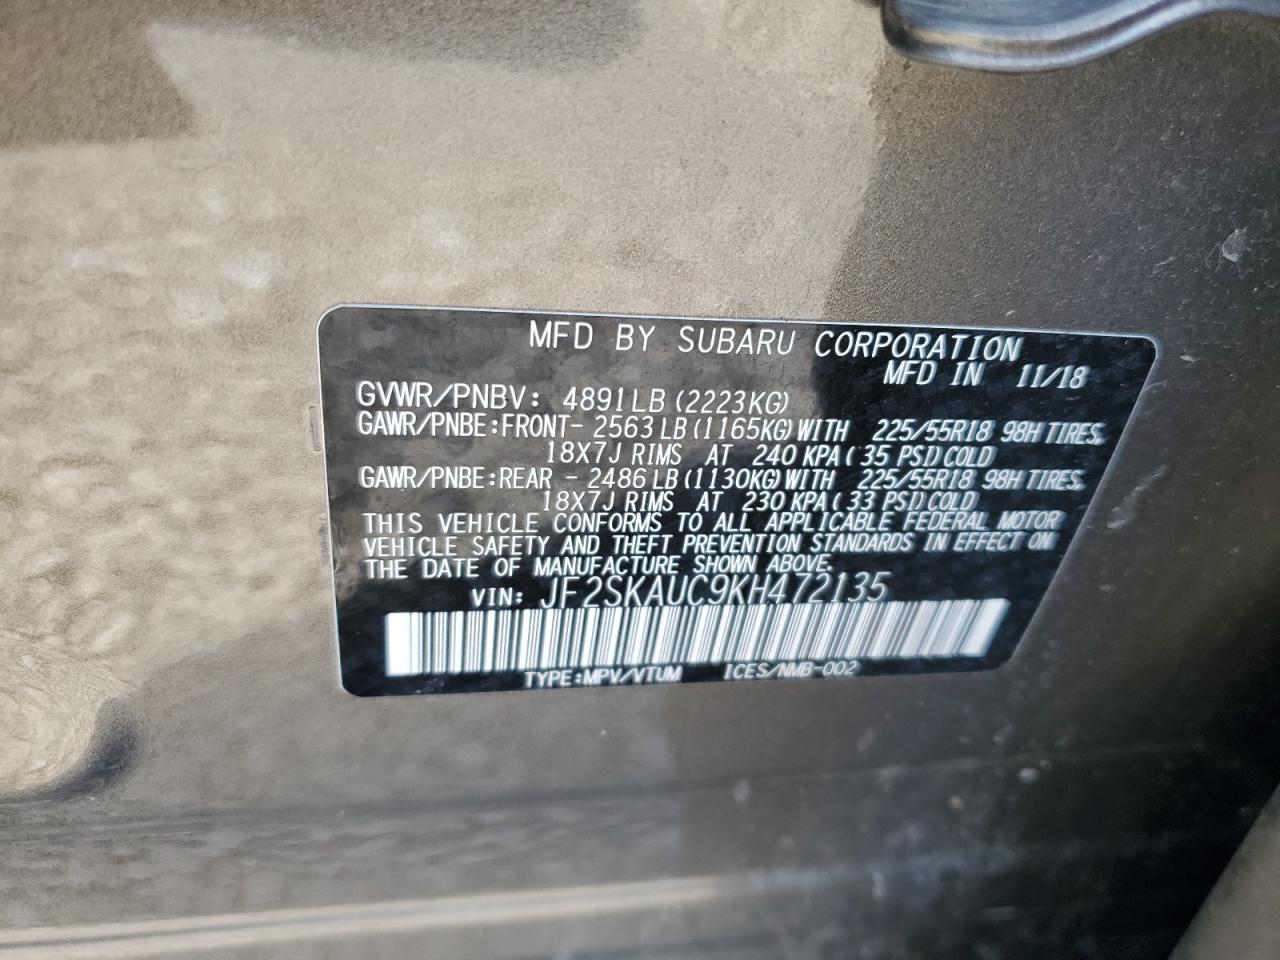 MFD BY SUBARU CORPORATION
MFD IN 11/18
GVWR/PNBV: 4891LB (2223KG)
GAWR/PNBE:FRONT- 2563 LB (1165KG) WITH 225/55R18 98H TIRES,
18X7J RIMS AT 240 KPA ( 35 PSI) COLD
GAWR/PNBE:REAR - 2486 LB (1130KG) WITH 225/55R18 98H TIRES,
18X7J RIMS AT 230 KPA ( 33 PSI) COLD
THIS VEHICLE CONFORMS TO ALL APPLICABLE FEDERAL MOTOR
VEHICLE SAFETY AND THEFT PREVENTION STANDARDS IN EFFECT ON
THE DATE OF MANUFACTURE SHOWN ABOVE.
VIN: JF2SKAUC9KH472135
TYPE:MPV/VTUM ICES/NMB-002